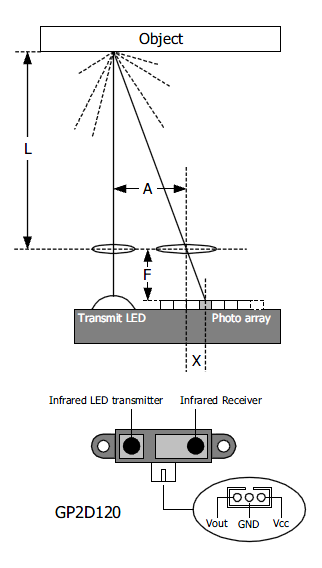 Object
L
A
F
Transmit LED
Photo array
X
Infrared LED transmitter
Infrared Receiver
GP2D120
Vout
GND
Vcc